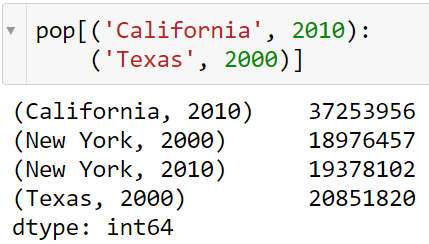 pop[('California', 2010):
    ('Texas', 2000)]
(California, 2010)    37253956
(New York, 2000)      18976457
(New York, 2010)      19378102
(Texas, 2000)         20851820
dtype: int64